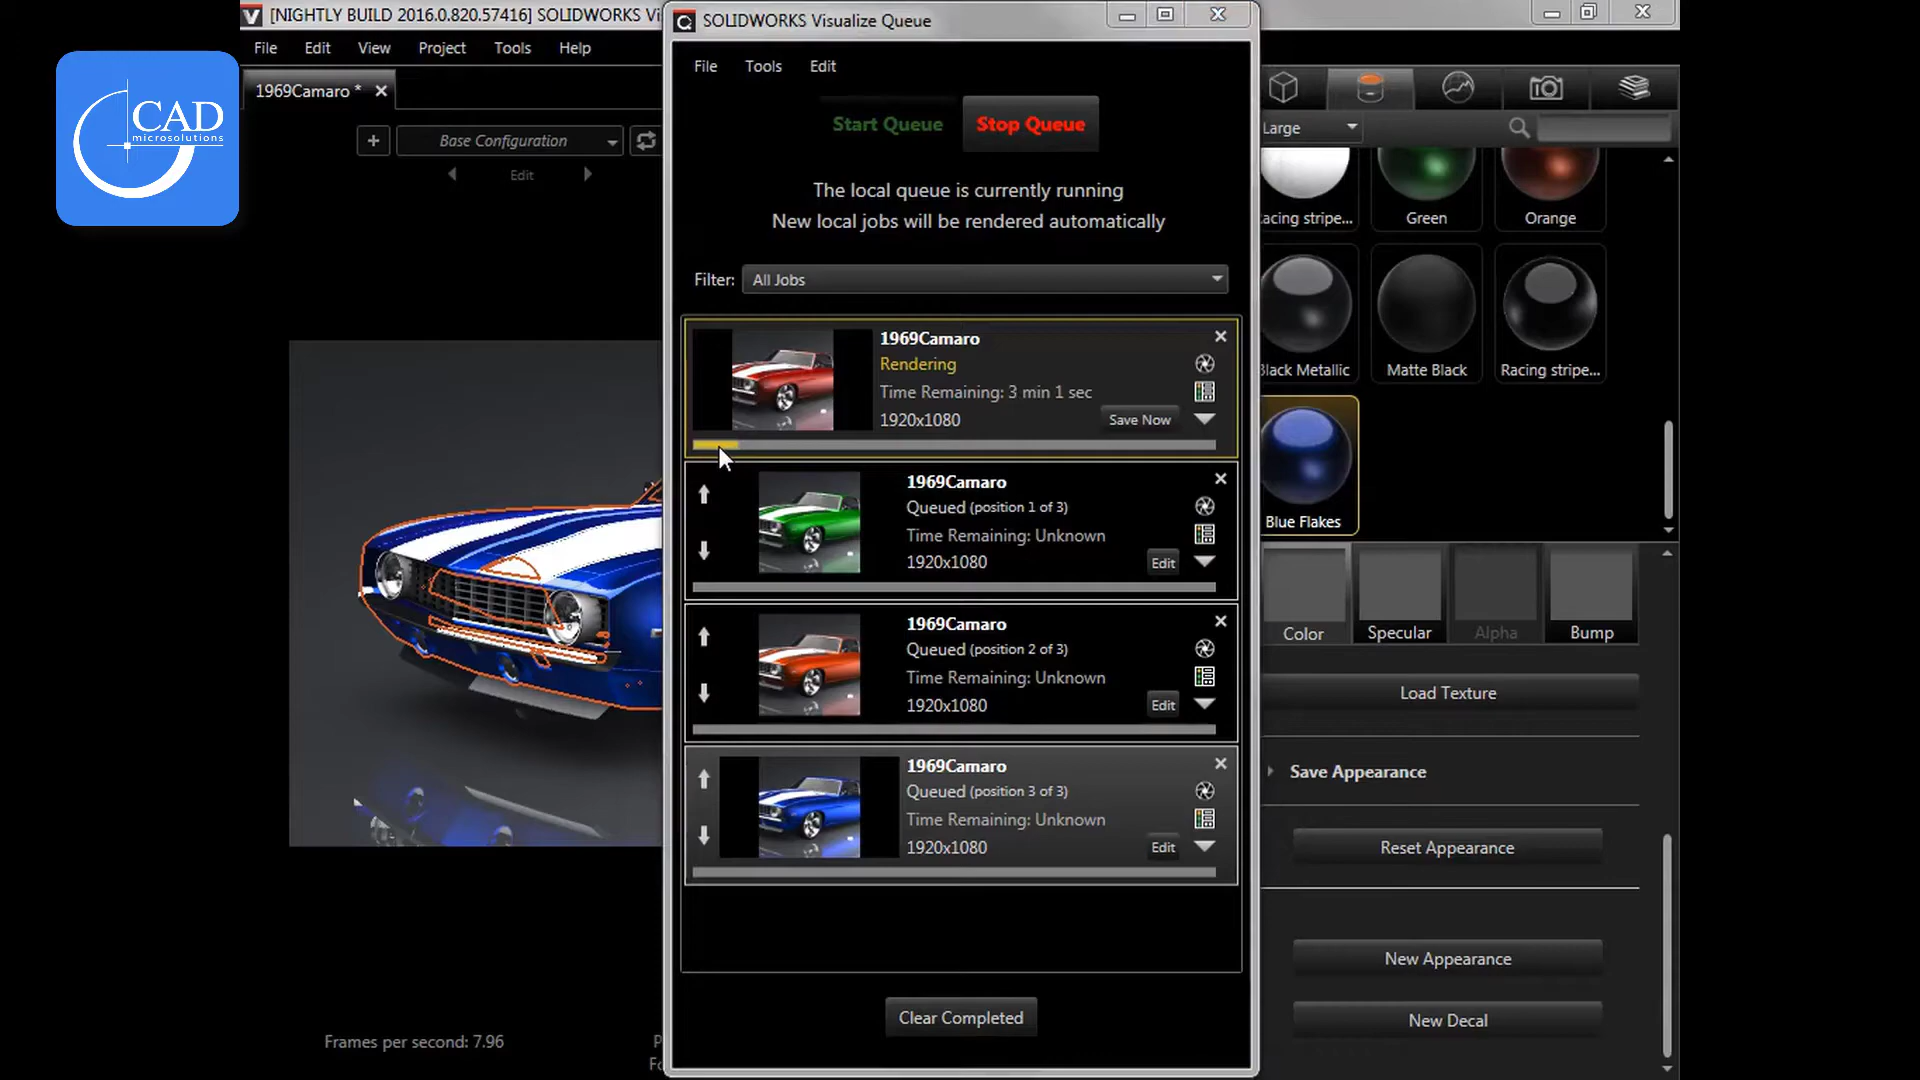 [NIGHTLY BUILD 2016.0.820.57416] SOLIDWORKS Vi
File Edit View Project Tools Help
1969Camaro *
Base Configuration
Edit
CAD
microsolutions
SOLIDWORKS Visualize Queue
File Tools Edit
Start Queue Stop Queue
The local queue is currently running
New local jobs will be rendered automatically
Filter: All Jobs
1969Camaro
Rendering
Time Remaining: 3 min 1 sec
1920x1080 Save Now
1969Camaro
Queued (position 1 of 3)
Time Remaining: Unknown
1920x1080 Edit
1969Camaro
Queued (position 2 of 3)
Time Remaining: Unknown
1920x1080 Edit
1969Camaro
Queued (position 3 of 3)
Time Remaining: Unknown
1920x1080 Edit
Clear Completed
Large
acing stripe... Green Orange
Black Metallic Matte Black Racing stripe...
Blue Flakes
Color Specular Alpha Bump
Load Texture
Save Appearance
Reset Appearance
New Appearance
New Decal
Frames per second: 7.96